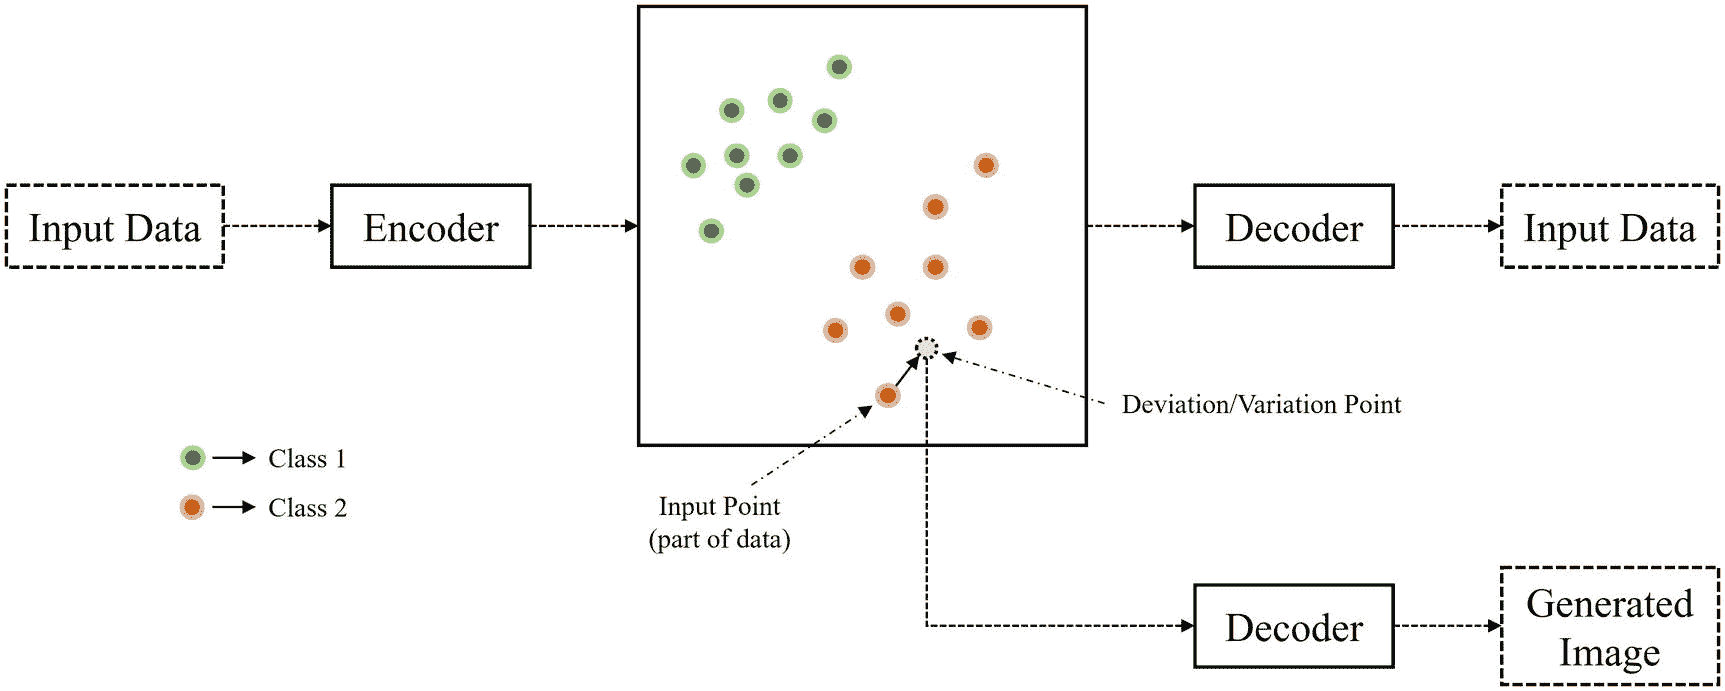 Input Data
Encoder
Decoder
Input Data
Deviation/Variation Point
Class 1
Class 2
Input Point
(part of data)
Decoder
Generated
Image